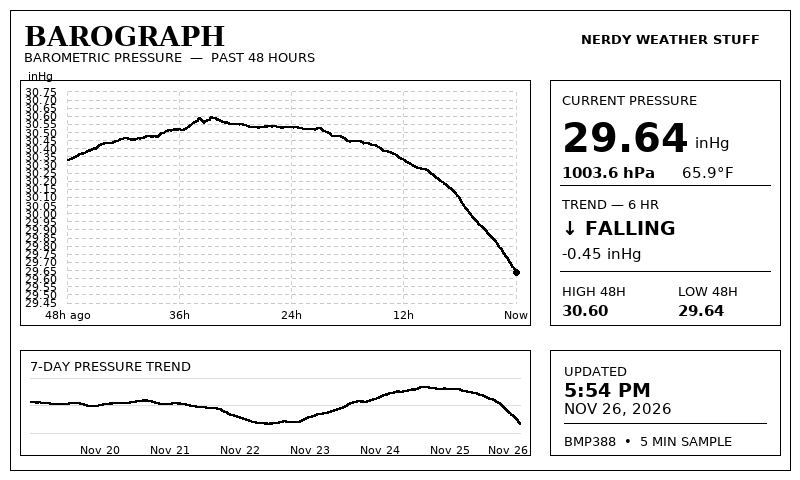 BAROGRAPH
BAROMETRIC PRESSURE — PAST 48 HOURS
NERDY WEATHER STUFF
inHg
30.75
30.70
30.65
30.60
30.55
30.50
30.45
30.40
30.35
30.30
30.25
30.20
30.15
30.10
30.05
30.00
29.95
29.90
29.85
29.80
29.75
29.70
29.65
29.60
29.55
29.50
29.45
48h ago 36h 24h 12h Now
CURRENT PRESSURE
29.64 inHg
1003.6 hPa 65.9°F
TREND — 6 HR
↓ FALLING
-0.45 inHg
HIGH 48H LOW 48H
30.60 29.64
7-DAY PRESSURE TREND
Nov 20 Nov 21 Nov 22 Nov 23 Nov 24 Nov 25 Nov 26
UPDATED
5:54 PM
NOV 26, 2026
BMP388 • 5 MIN SAMPLE